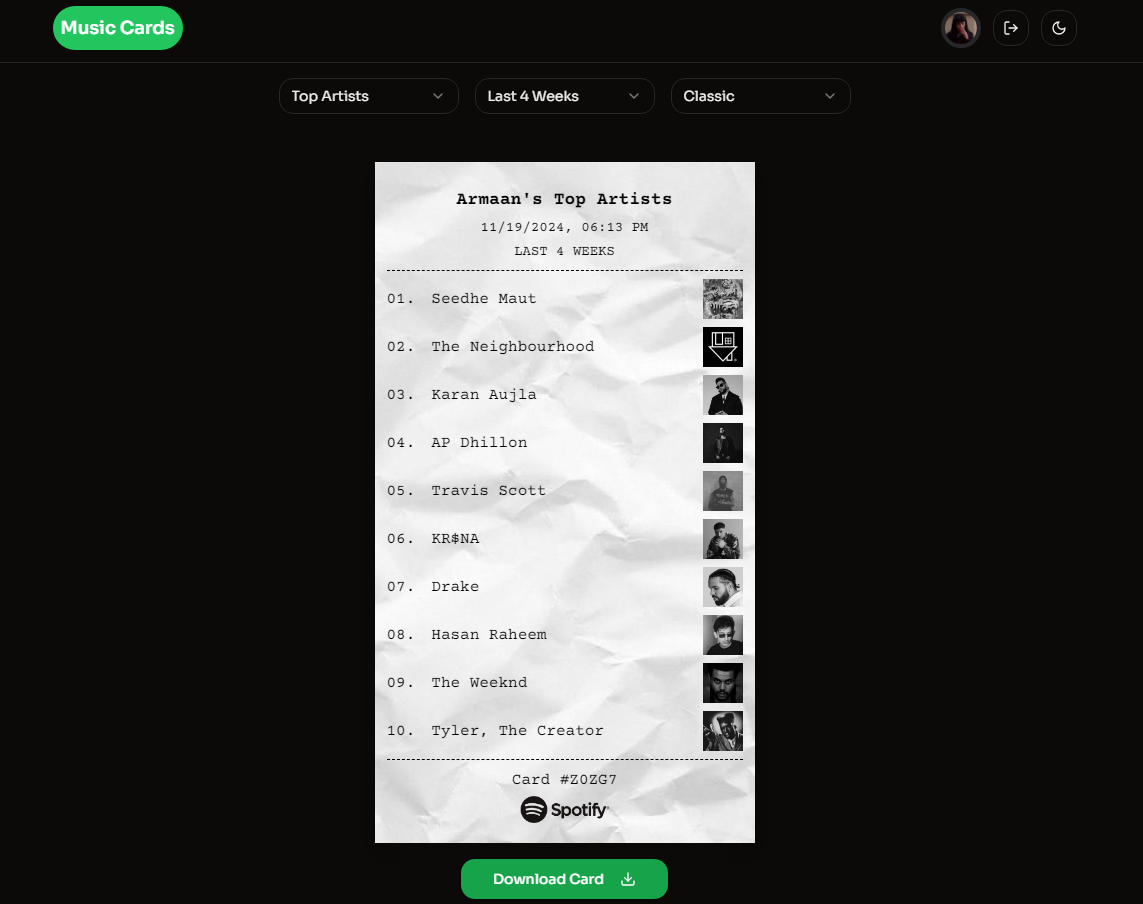 Music Cards
Top Artists
Last 4 Weeks
Classic
Armaan's Top Artists
11/19/2024, 06:13 PM
LAST 4 WEEKS
01. Seedhe Maut
02. The Neighbourhood
03. Karan Aujla
04. AP Dhillon
05. Travis Scott
06. KR$NA
07. Drake
08. Hasan Raheem
09. The Weeknd
10. Tyler, The Creator
Card #Z0ZG7
Spotify
Download Card